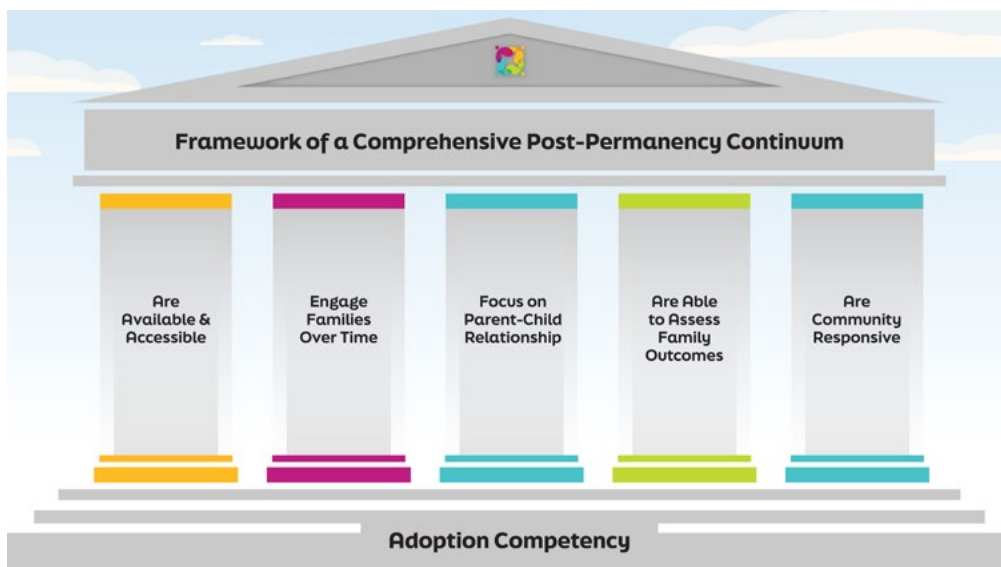 Framework of a Comprehensive Post-Permanency Continuum
Are
Available &
Accessible
Engage
Families
Over Time
Focus on
Parent-Child
Relationship
Are Able
to Assess
Family
Outcomes
Are
Community
Responsive
Adoption Competency